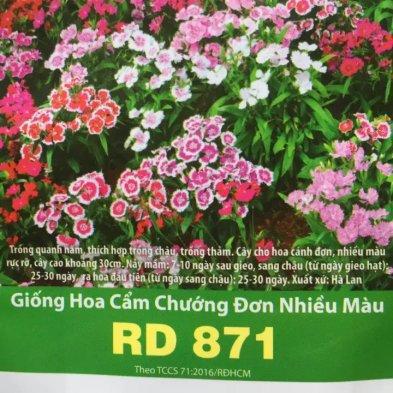 Trồng quanh năm, thích hợp trồng chậu, trồng thảm. Cây cho hoa cánh đơn, nhiều màu
rực rỡ, cây cao khoảng 30cm. Nảy mầm: 7-10 ngày sau gieo, sang chậu (từ ngày gieo hạt):
25-30 ngày, ra hoa đầu tiên (từ ngày sang chậu): 25-30 ngày. Xuất xứ: Hà Lan
Giống Hoa Cẩm Chướng Đơn Nhiều Màu
RD 871
Theo TCCS 71:2016/RĐHCM